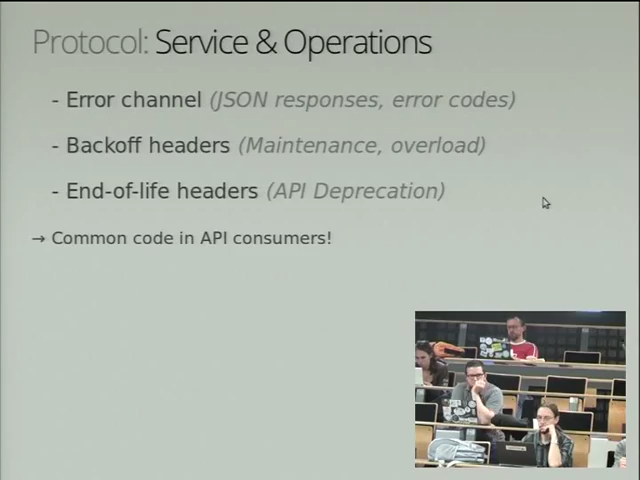 Protocol: Service & Operations
- Error channel (JSON responses, error codes)
- Backoff headers (Maintenance, overload)
- End-of-life headers (API Deprecation)
→ Common code in API consumers!